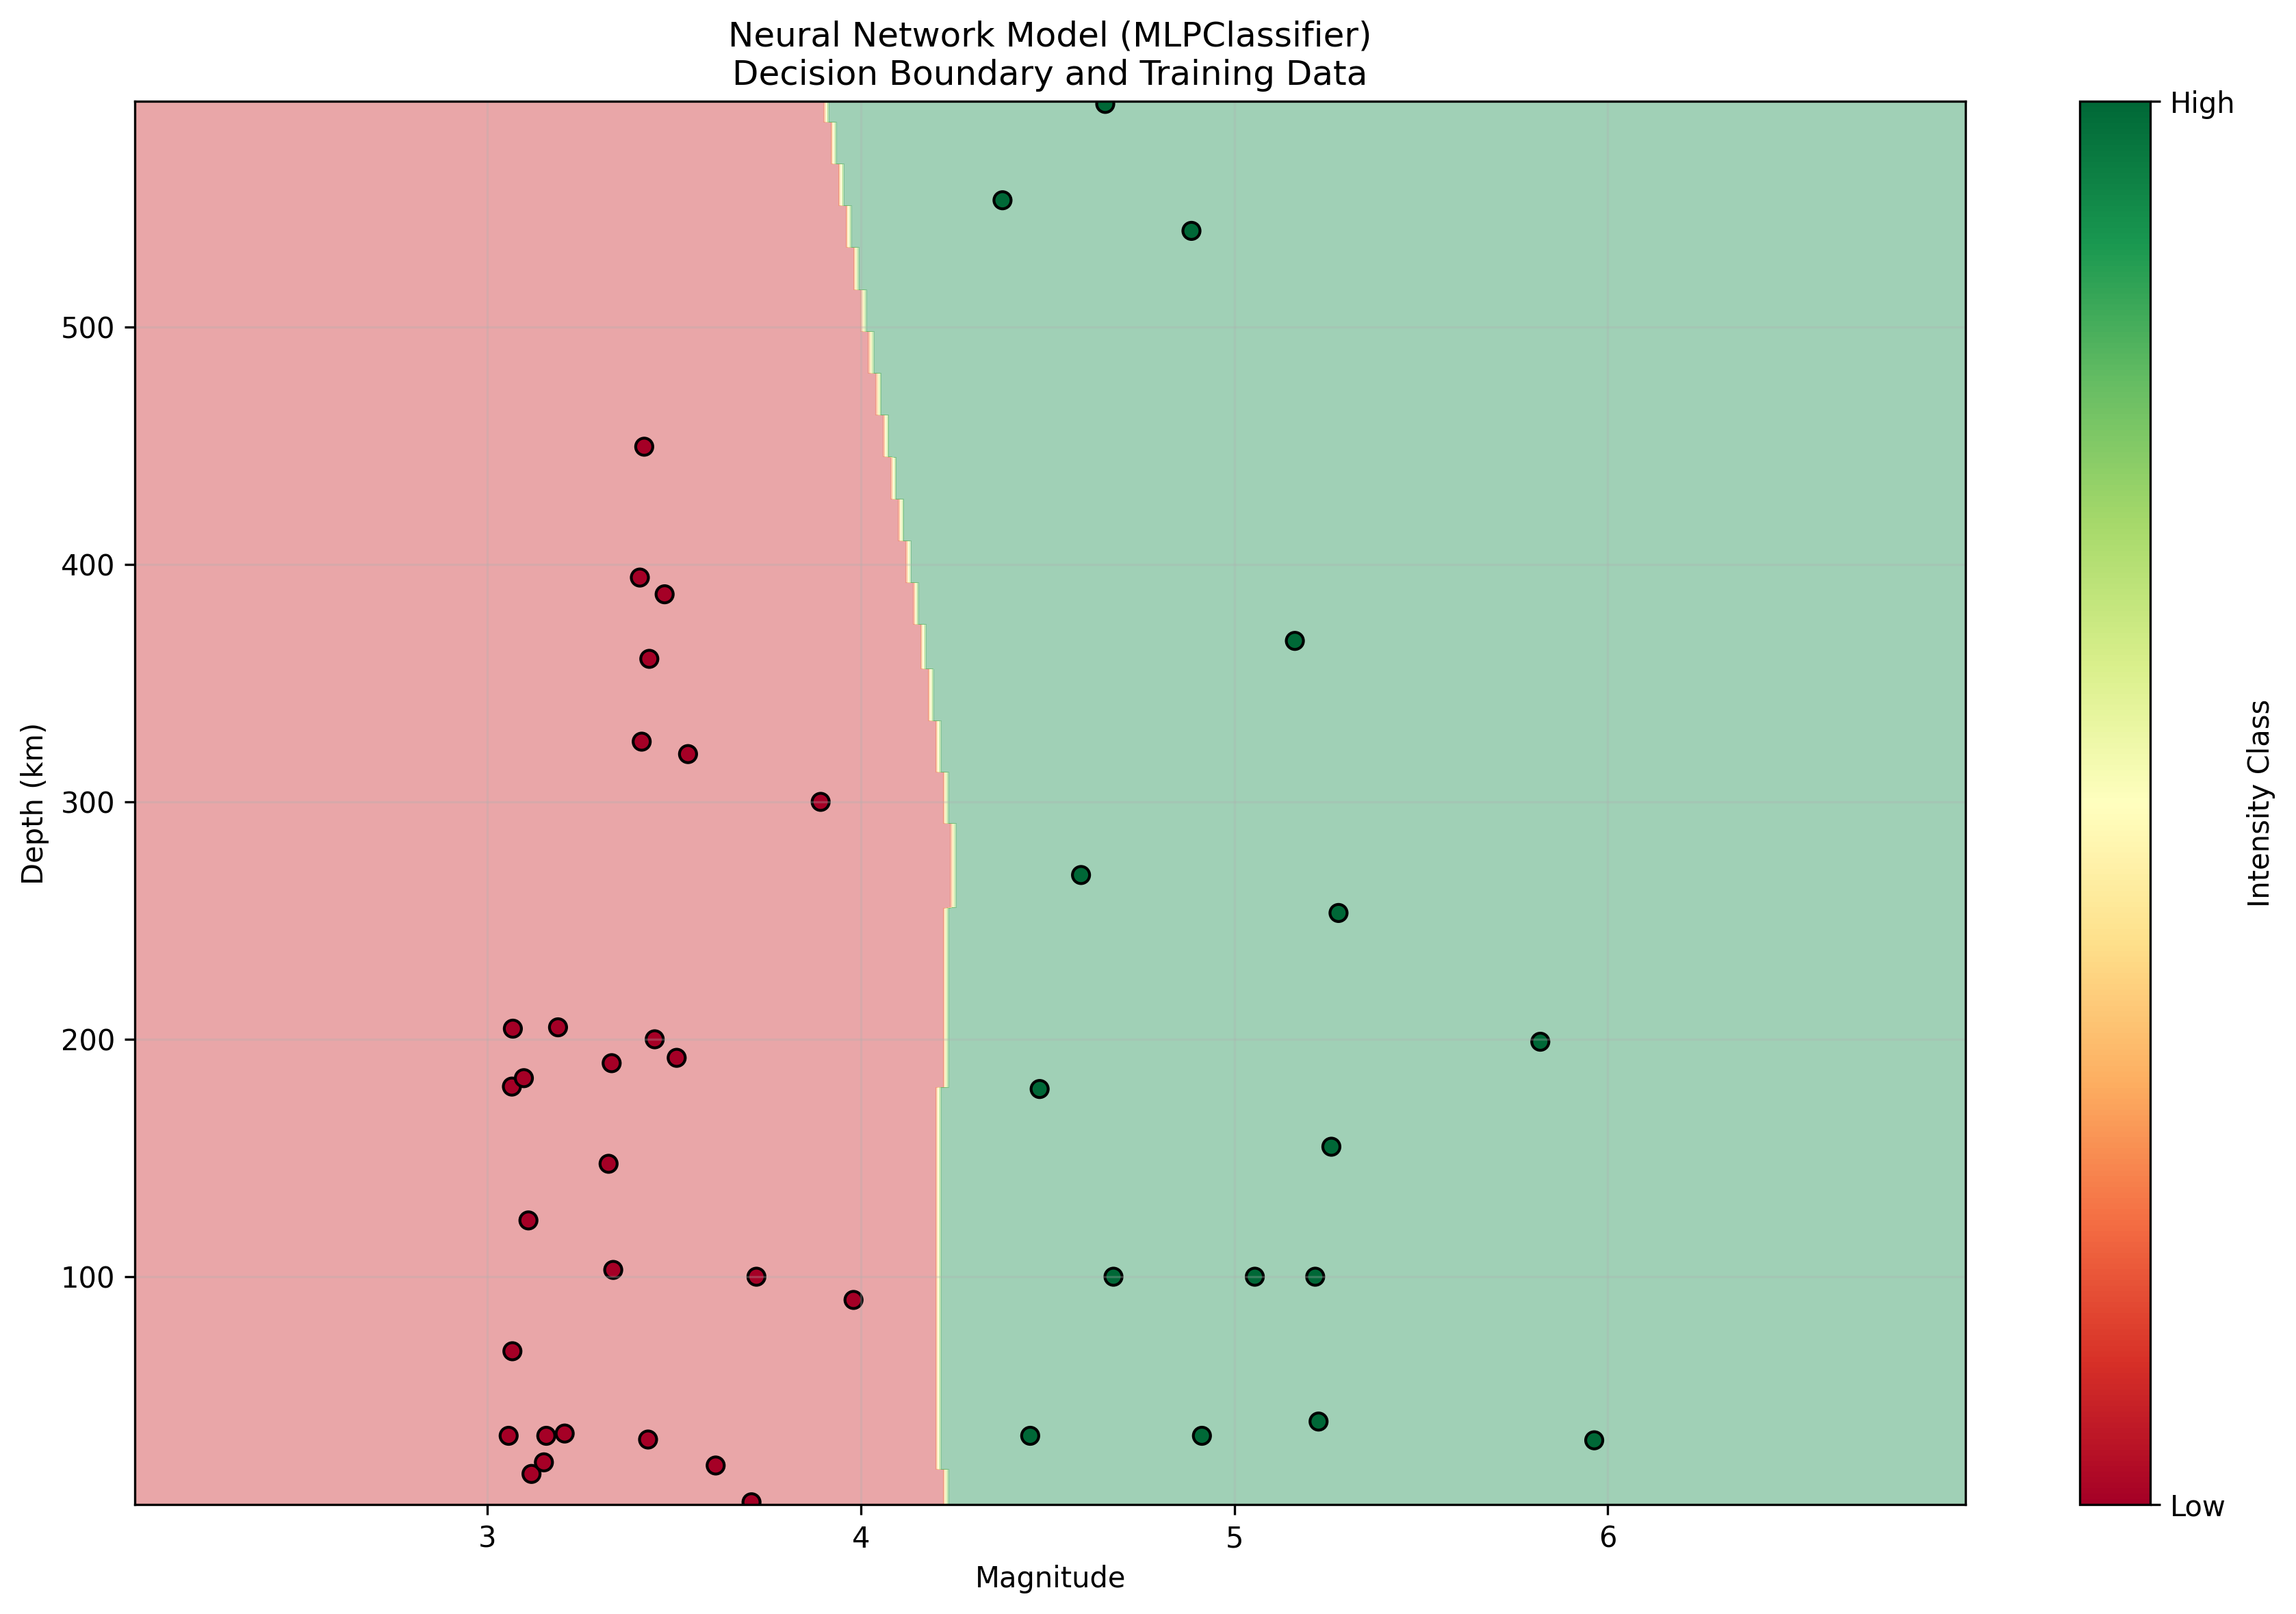 Neural Network Model (MLPClassifier)
Decision Boundary and Training Data
High
500
400
300
200
100
Depth (km)
Intensity Class
Low
3 4 5 6
Magnitude